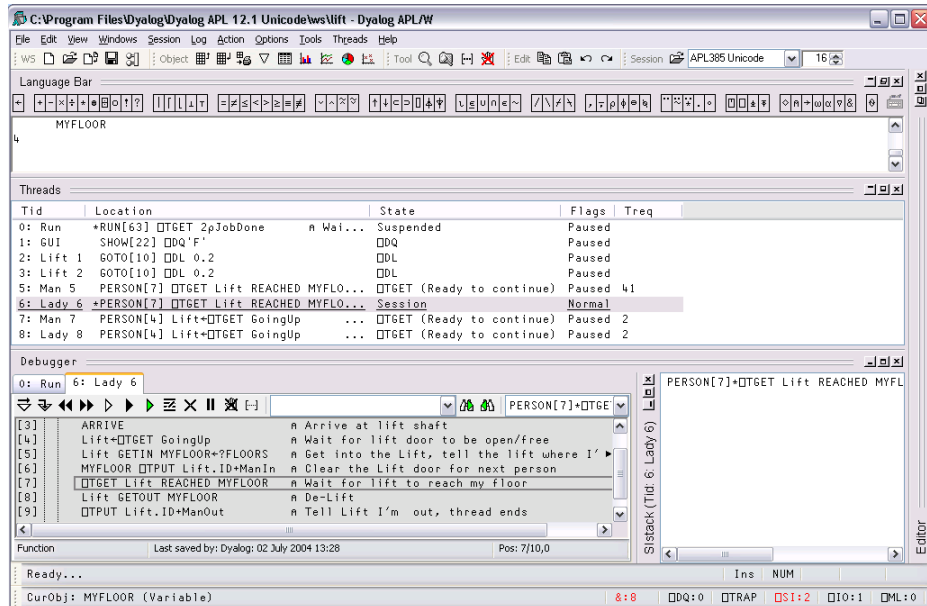 C:\Program Files\Dyalog\Dyalog APL 12.1 Unicode\ws\lift - Dyalog APL/W
File Edit View Windows Session Log Action Options Tools Threads Help
WS Object Tool Edit Session APL385 Unicode 16
Language Bar
MYFLOOR
4
Threads
Tid Location State Flags Treq
0: Run *RUN[63] ⎕TGET 2⍴JobDone ⍝ Wai... Suspended Paused
1: GUI SHOW[22] ⎕DQ'F' ⎕DQ Paused
2: Lift 1 GOTO[10] ⎕DL 0.2 ⎕DL Paused
3: Lift 2 GOTO[10] ⎕DL 0.2 ⎕DL Paused
5: Man 5 PERSON[7] ⎕TGET Lift REACHED MYFLO... ⎕TGET (Ready to continue) Paused 41
6: Lady 6 *PERSON[7] ⎕TGET Lift REACHED MYFLO... Session Normal
7: Man 7 PERSON[4] Lift←⎕TGET GoingUp ... ⎕TGET (Ready to continue) Paused 2
8: Lady 8 PERSON[4] Lift←⎕TGET GoingUp ... ⎕TGET (Ready to continue) Paused 2
Debugger
0: Run 6: Lady 6
PERSON[7]*⎕TGE
[3] ARRIVE ⍝ Arrive at lift shaft
[4] Lift←⎕TGET GoingUp ⍝ Wait for lift door to be open/free
[5] Lift GETIN MYFLOOR←?FLOORS ⍝ Get into the Lift, tell the lift where I'
[6] MYFLOOR ⎕TPUT Lift.ID+ManIn ⍝ Clear the Lift door for next person
[7] ⎕TGET Lift REACHED MYFLOOR ⍝ Wait for lift to reach my floor
[8] Lift GETOUT MYFLOOR ⍝ De-Lift
[9] ⎕TPUT Lift.ID+ManOut ⍝ Tell Lift I'm out, thread ends
Function Last saved by: Dyalog: 02 July 2004 13:28 Pos: 7/10,0
SIstack (Tid: 6: Lady 6)
PERSON[7]*⎕TGET Lift REACHED MYFL
Editor
Ready... Ins NUM
CurObj: MYFLOOR (Variable) &:8 ⎕DQ:0 ⎕TRAP ⎕SI:2 ⎕IO:1 ⎕ML:0